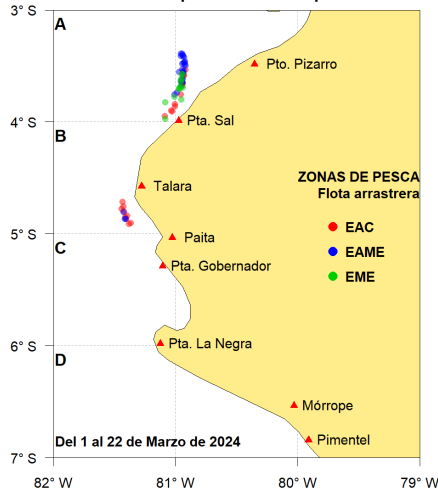 3° S
A
Pto. Pizarro
4° S
Pta. Sal
B
ZONAS DE PESCA
Flota arrastrera
Talara
EAC
5° S
Paita
EAME
C
Pta. Gobernador
EME
6° S
Pta. La Negra
D
Mórrope
Del 1 al 22 de Marzo de 2024
Pimentel
7° S
82° W
81° W
80° W
79° W